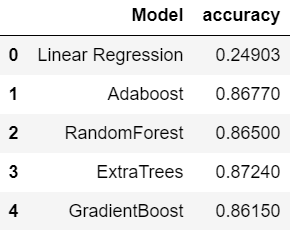 Model accuracy
0 Linear Regression 0.24903
1 Adaboost 0.86770
2 RandomForest 0.86500
3 ExtraTrees 0.87240
4 GradientBoost 0.86150